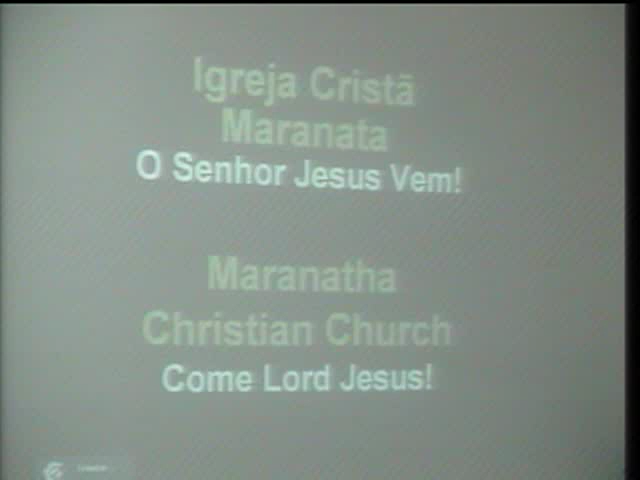 Igreja Cristã
Maranata
O Senhor Jesus Vem!
Maranatha
Christian Church
Come Lord Jesus!